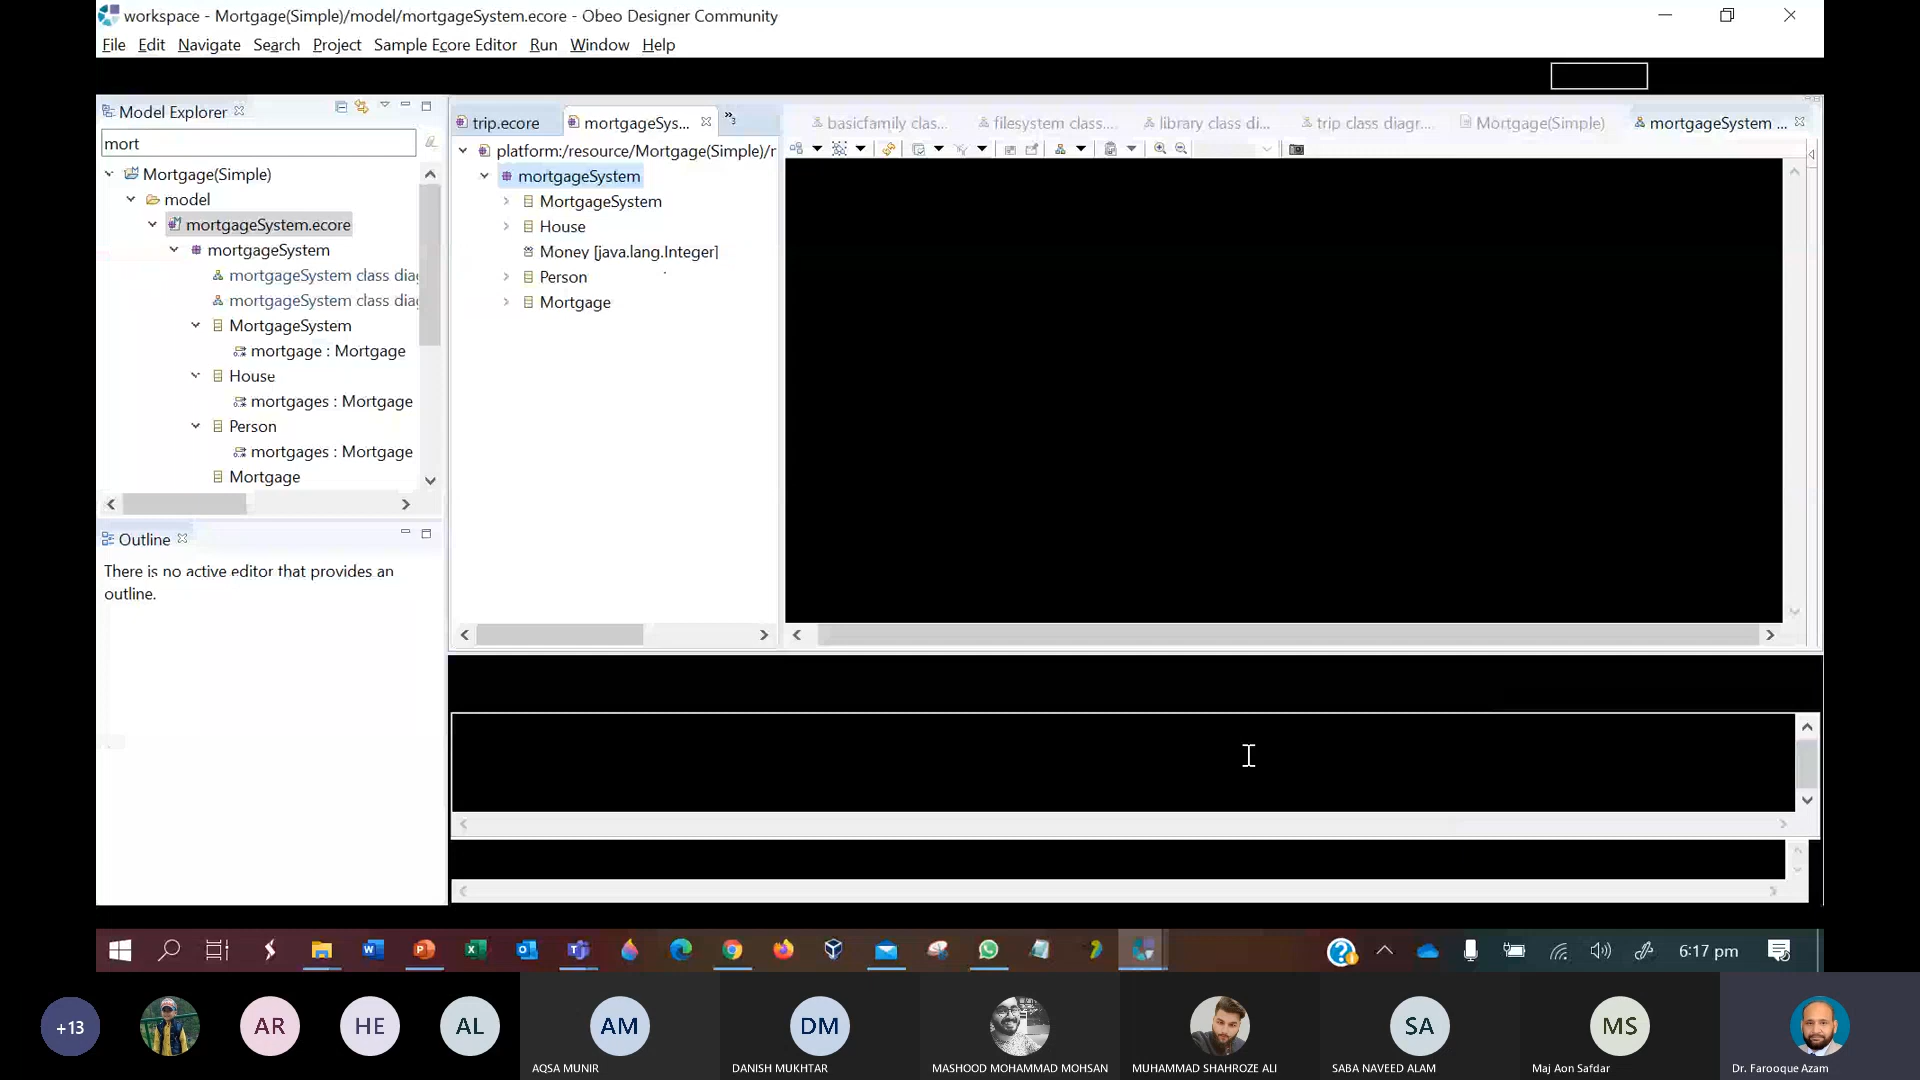 workspace - Mortgage(Simple)/model/mortgageSystem.ecore - Obeo Designer Community
File Edit Navigate Search Project Sample Ecore Editor Run Window Help
Model Explorer
mort
Mortgage(Simple)
model
mortgageSystem.ecore
mortgageSystem
mortgageSystem class dia
mortgageSystem class dia
MortgageSystem
mortgage : Mortgage
House
mortgages : Mortgage
Person
mortgages : Mortgage
Mortgage
Outline
There is no active editor that provides an
outline.
trip.ecore
mortgageSys...
»3
platform:/resource/Mortgage(Simple)/r
mortgageSystem
MortgageSystem
House
Money [java.lang.Integer]
Person
Mortgage
basicfamily clas...
filesystem class....
library class di...
trip class diagr....
Mortgage(Simple)
mortgageSystem ...
6:17 pm
+13
AR
HE
AL
AM
AQSA MUNIR
DM
DANISH MUKHTAR
MASHOOD MOHAMMAD MOHSAN
MUHAMMAD SHAHROZE ALI
SA
SABA NAVEED ALAM
MS
Maj Aon Safdar
Dr. Farooque Azam